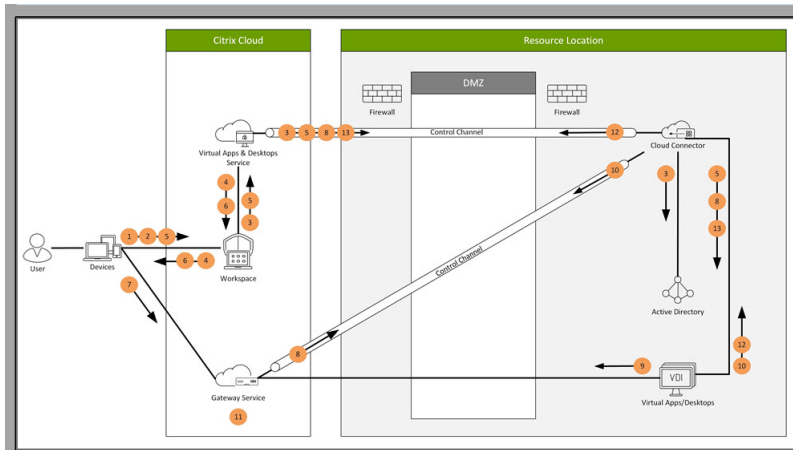 Citrix Cloud
Resource Location
DMZ
Firewall
Firewall
3 5 8 13
Control Channel
12
Virtual Apps & Desktops
Service
Cloud Connector
4
6
5
3
10
3
5
8
13
1 2 5
User
Devices
6 4
Workspace
Control Channel
7
Active Directory
8
12
10
9
VDI
Gateway Service
Virtual Apps/Desktops
11